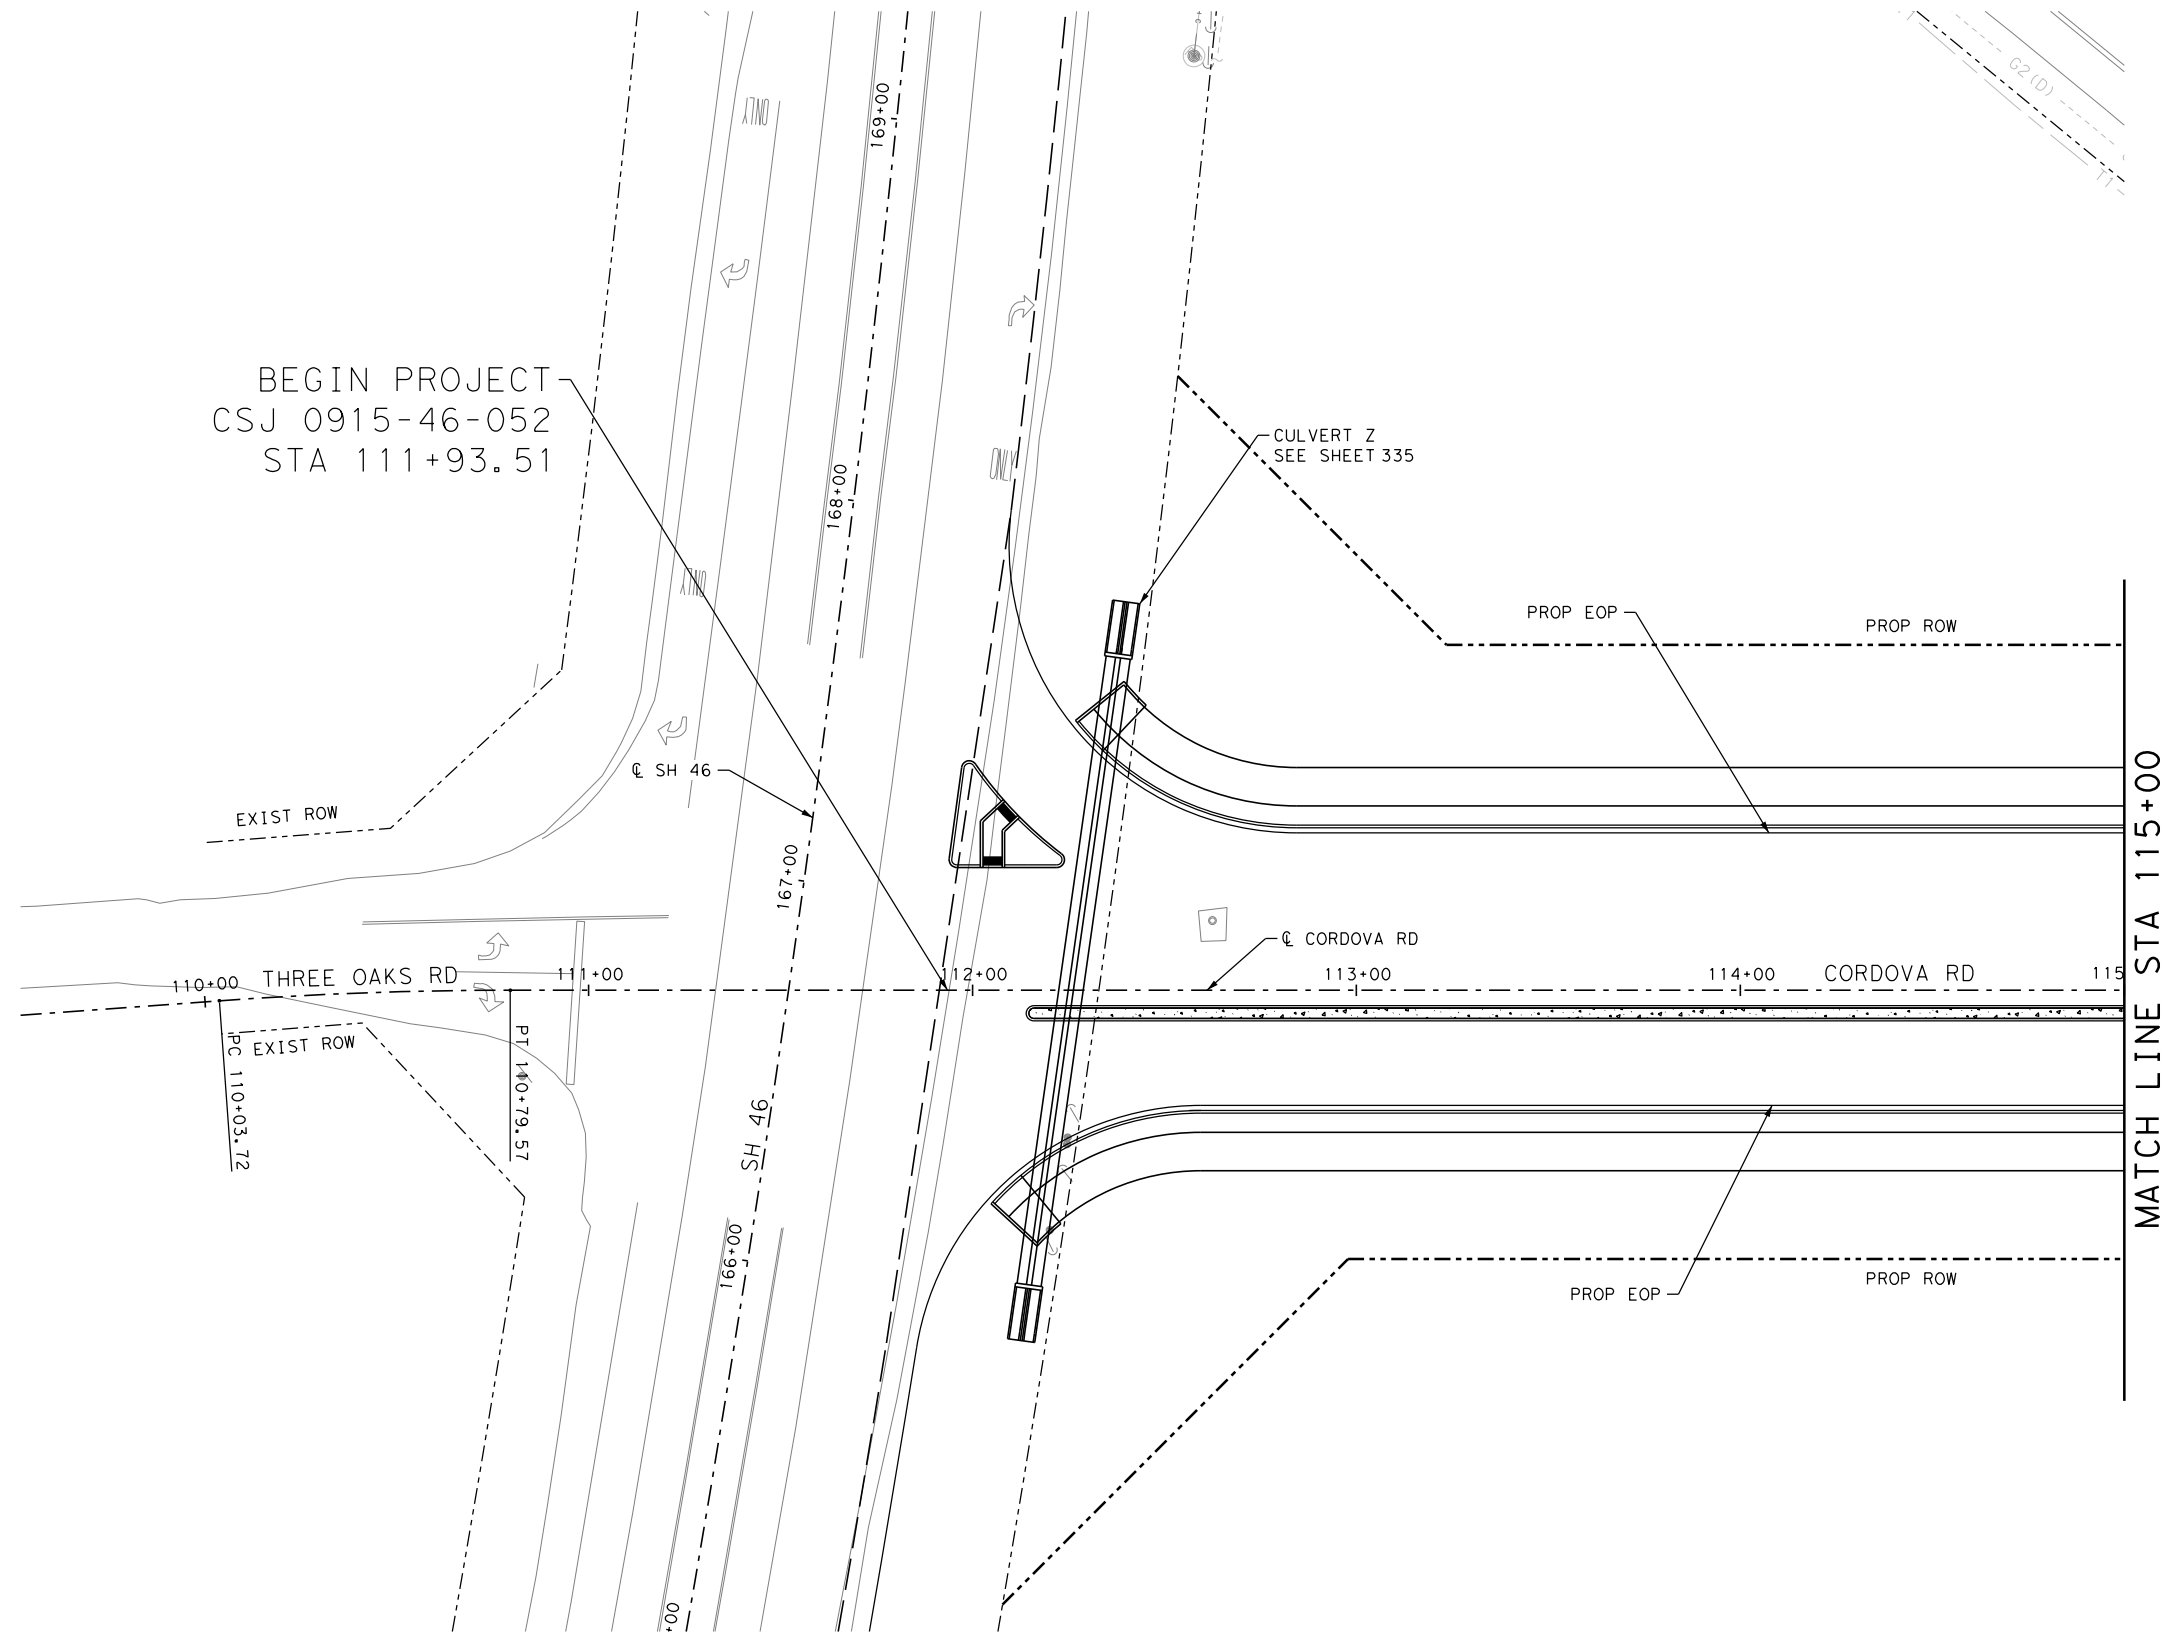 G2(D)
T1
ONLY
169+00
BEGIN PROJECT
CSJ 0915-46-052
STA 111+93.51
CULVERT Z
SEE SHEET 335
ONLY
168+00
ONLY
PROP EOP
PROP ROW
℄ SH 46
EXIST ROW
167+00
MATCH LINE STA 115+00
℄ CORDOVA RD
110+00
THREE OAKS RD
111+00
112+00
113+00
114+00
CORDOVA RD
115
EXIST ROW
PC 110+03.72
PT 110+79.57
SH 46
166+00
PROP EOP
PROP ROW
+00